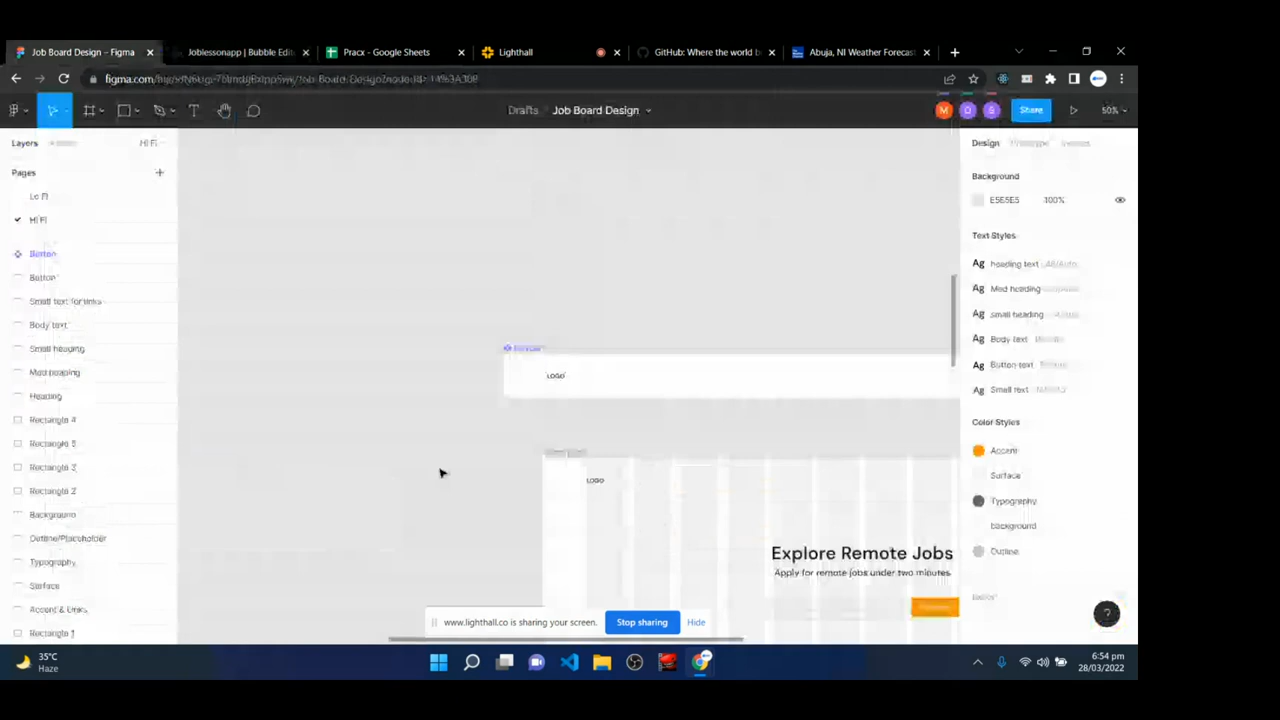 Job Board Design – Figma
Joblessonapp | Bubble Edit
Pracx - Google Sheets
Lighthall
GitHub: Where the world b
Abuja, NI Weather Forecas
Drafts
Job Board Design
Share
50%
Layers
Hi Fi
Design
Prototype
Pages
Background
Lo Fi
E5E5E5 100%
Hi Fi
Text Styles
Button
Ag heading text
Button
Ag Med heading
Small text for links
Ag small heading
Body text
Ag Body text
Small heading
Ag Button text
LOGO
Med heading
Ag Small text
Heading
Rectangle 4
Color Styles
Rectangle 5
Accent
Rectangle 3
Surface
LOGO
Rectangle 2
Typography
Background
background
Outline/Placeholder
Outline
Explore Remote Jobs
Typography
Apply for remote jobs under two minutes
Surface
Accent & Links
www.lighthall.co is sharing your screen.
Stop sharing
Hide
?
Rectangle 1
35°C
Haze
6:54 pm
28/03/2022